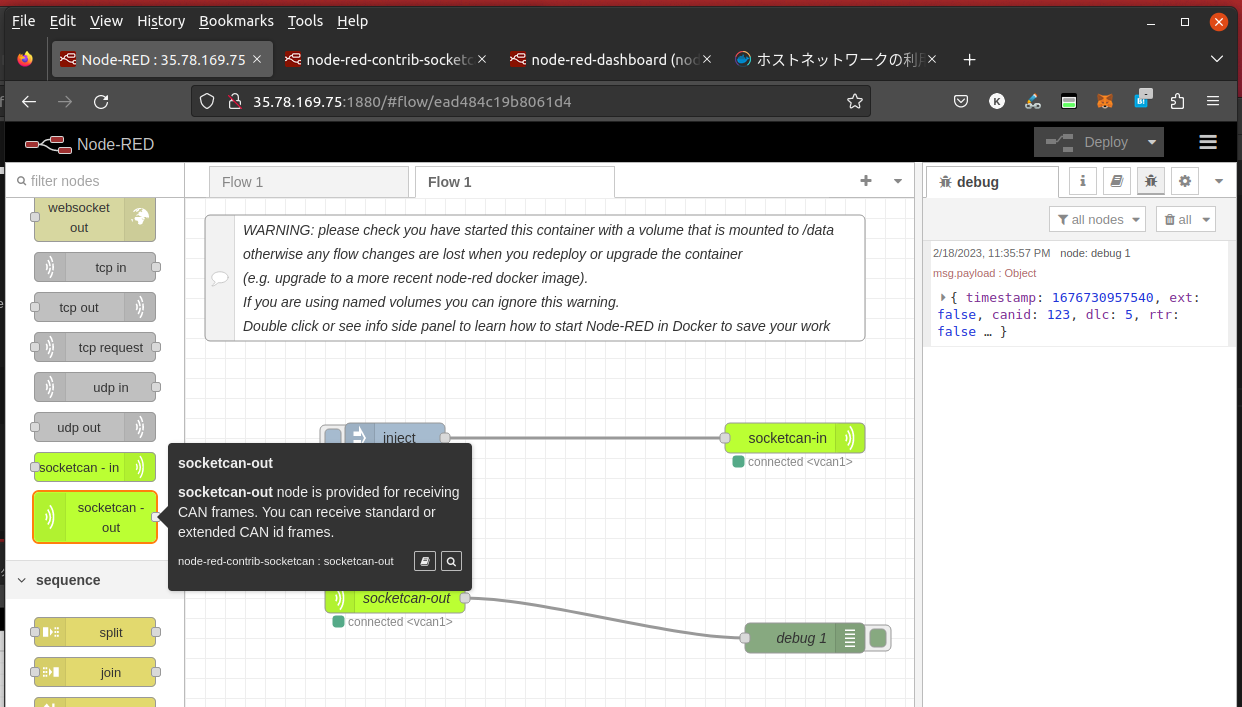 File Edit View History Bookmarks Tools Help
Node-RED : 35.78.169.75
node-red-contrib-socketc
node-red-dashboard (noc
ホストネットワークの利用
35.78.169.75:1880/#flow/ead484c19b8061d4
Node-RED
Deploy
filter nodes
Flow 1
Flow 1
debug
all nodes
all
websocket
out
tcp in
tcp out
tcp request
udp in
udp out
socketcan - in
socketcan -
out
sequence
split
join
WARNING: please check you have started this container with a volume that is mounted to /data
otherwise any flow changes are lost when you redeploy or upgrade the container
(e.g. upgrade to a more recent node-red docker image).
If you are using named volumes you can ignore this warning.
Double click or see info side panel to learn how to start Node-RED in Docker to save your work
inject
socketcan-in
connected <vcan1>
socketcan-out
socketcan-out node is provided for receiving
CAN frames. You can receive standard or
extended CAN id frames.
node-red-contrib-socketcan : socketcan-out
socketcan-out
connected <vcan1>
debug 1
2/18/2023, 11:35:57 PM node: debug 1
msg.payload : Object
{ timestamp: 1676730957540, ext:
false, canid: 123, dlc: 5, rtr:
false … }